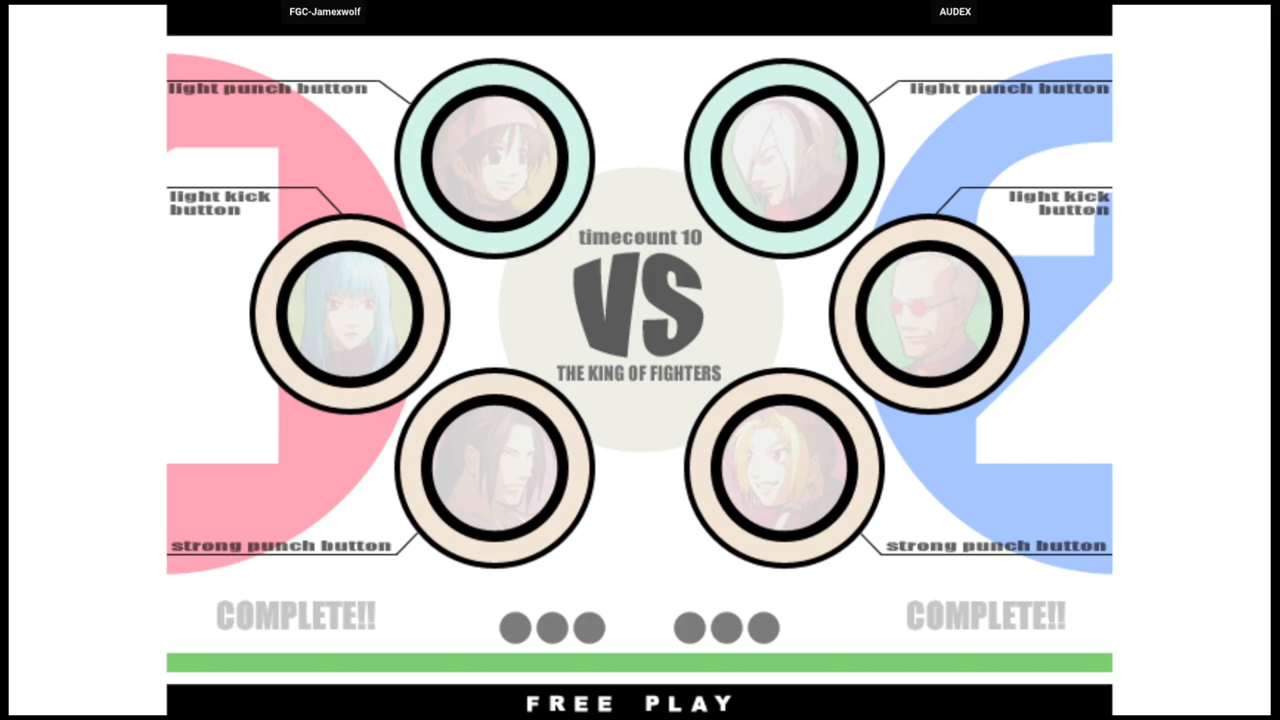 FGC-Jamexwolf
AUDEX
light punch button
light punch button
light kick
button
light kick
button
timecount 10
VS
THE KING OF FIGHTERS
strong punch button
strong punch button
COMPLETE!!
COMPLETE!!
FREE PLAY